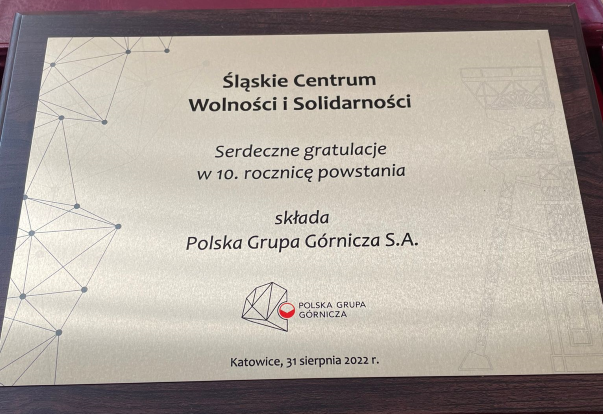 Śląskie Centrum
Wolności i Solidarności
Serdeczne gratulacje
w 10. rocznicę powstania
składa
Polska Grupa Górnicza S.A.
POLSKA GRUPA
GÓRNICZA
Katowice, 31 sierpnia 2022 r.